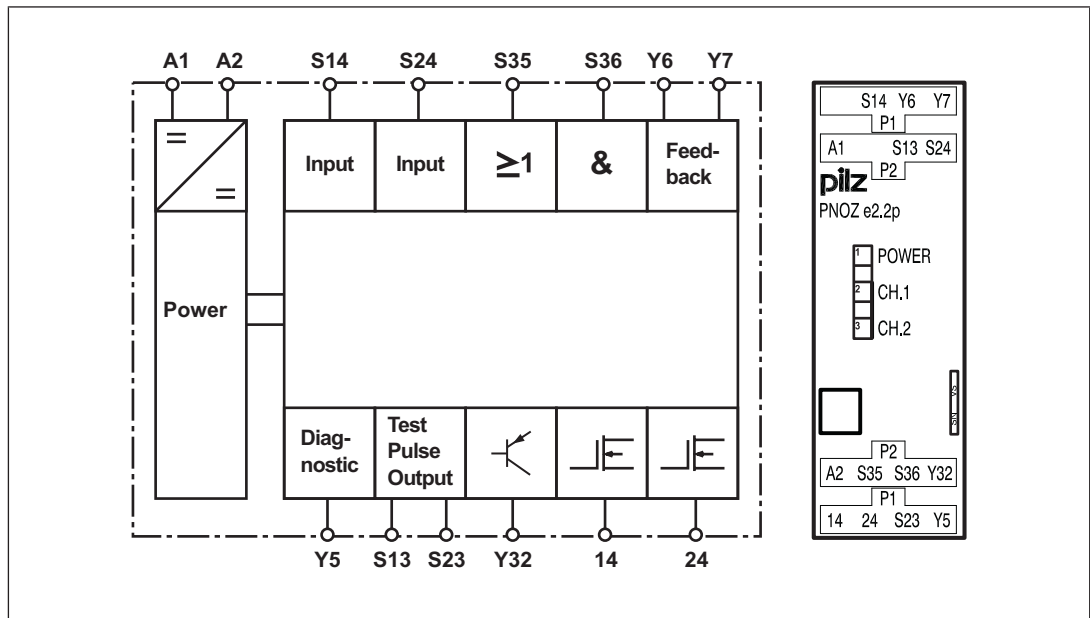 A1 A2 S14 S24 S35 S36 Y6 Y7
Input Input ≥1 & Feed-
back
= =
Power
Diag-
nostic
Test
Pulse
Output
Y5 S13 S23 Y32 14 24
S14 Y6 Y7
P1
A1 S13 S24
P2
pilz
PNOZ e2.2p
1 POWER
2 CH.1
3 CH.2
SN VS
P2
A2 S35 S36 Y32
P1
14 24 S23 Y5